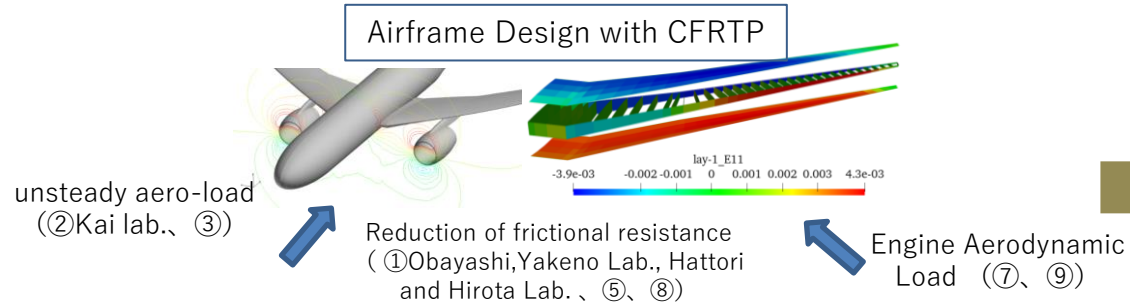 Airframe Design with CFRTP
lay-1_E11
-3.9e-03 -0.002 -0.001 0 0.001 0.002 0.003 4.3e-03
unsteady aero-load
（②Kai lab.、 ③）
Reduction of frictional resistance
（ ①Obayashi,Yakeno Lab., Hattori
and Hirota Lab. 、⑤、⑧）
Engine Aerodynamic
Load （⑦、⑨）